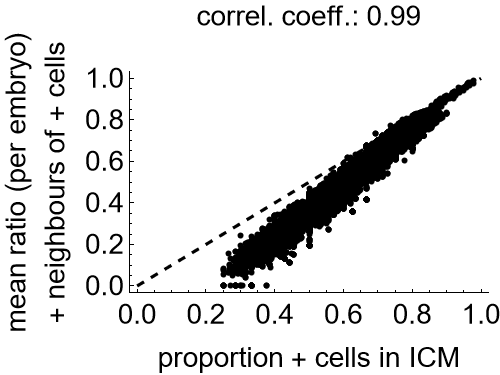 correl. coeff.: 0.99
mean ratio (per embryo)
+ neighbours of + cells
1.0
0.8
0.6
0.4
0.2
0.0
0.0 0.2 0.4 0.6 0.8 1.0
proportion + cells in ICM